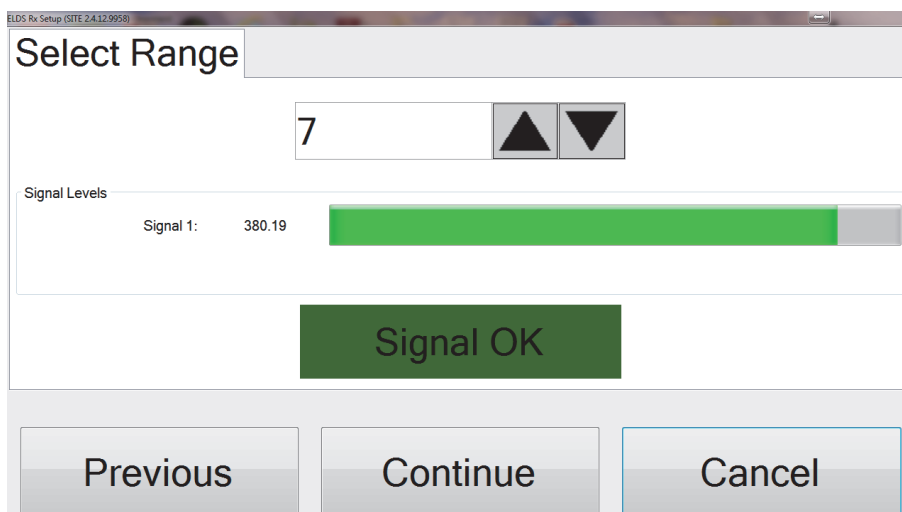 ELDS Rx Setup (SITE 2.4.12.9958)
Select Range
7
Signal Levels
Signal 1: 380.19
Signal OK
Previous Continue Cancel